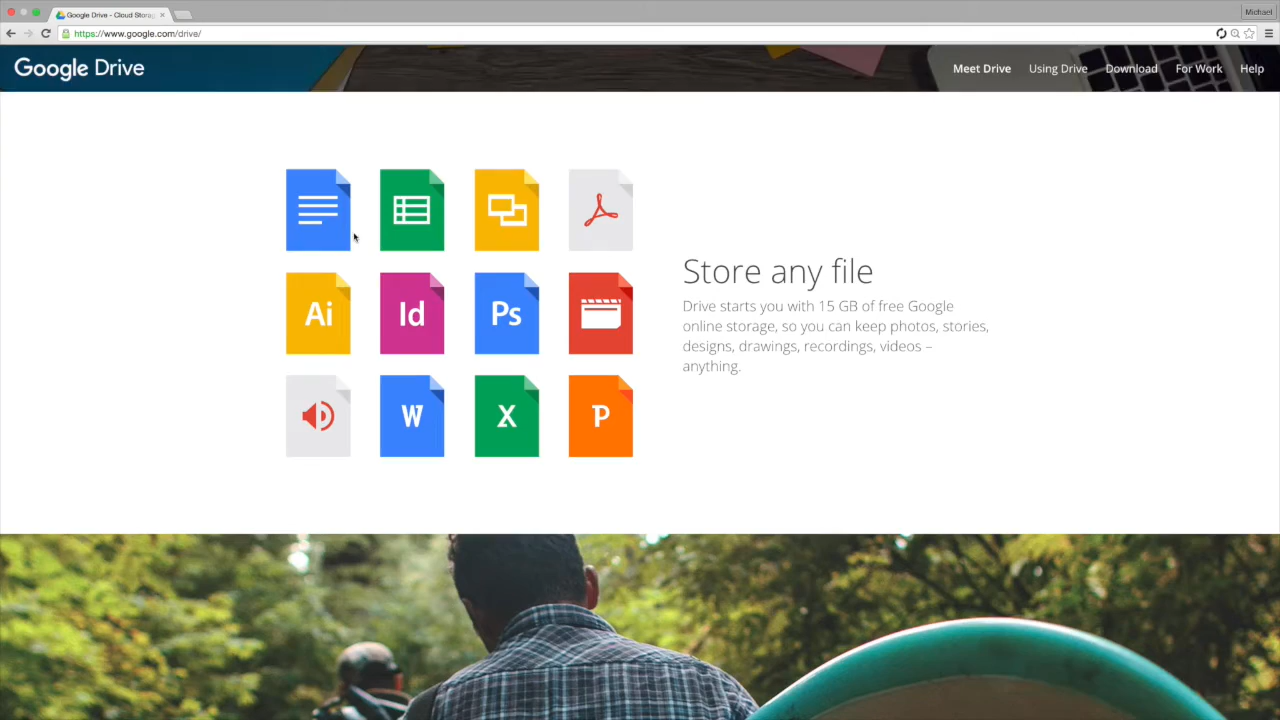 Google Drive - Cloud Storag
Michael
https://www.google.com/drive/
Google Drive
Meet Drive
Using Drive
Download
For Work
Help
Ai
Id
Ps
W
X
P
Store any file
Drive starts you with 15 GB of free Google
online storage, so you can keep photos, stories,
designs, drawings, recordings, videos –
anything.